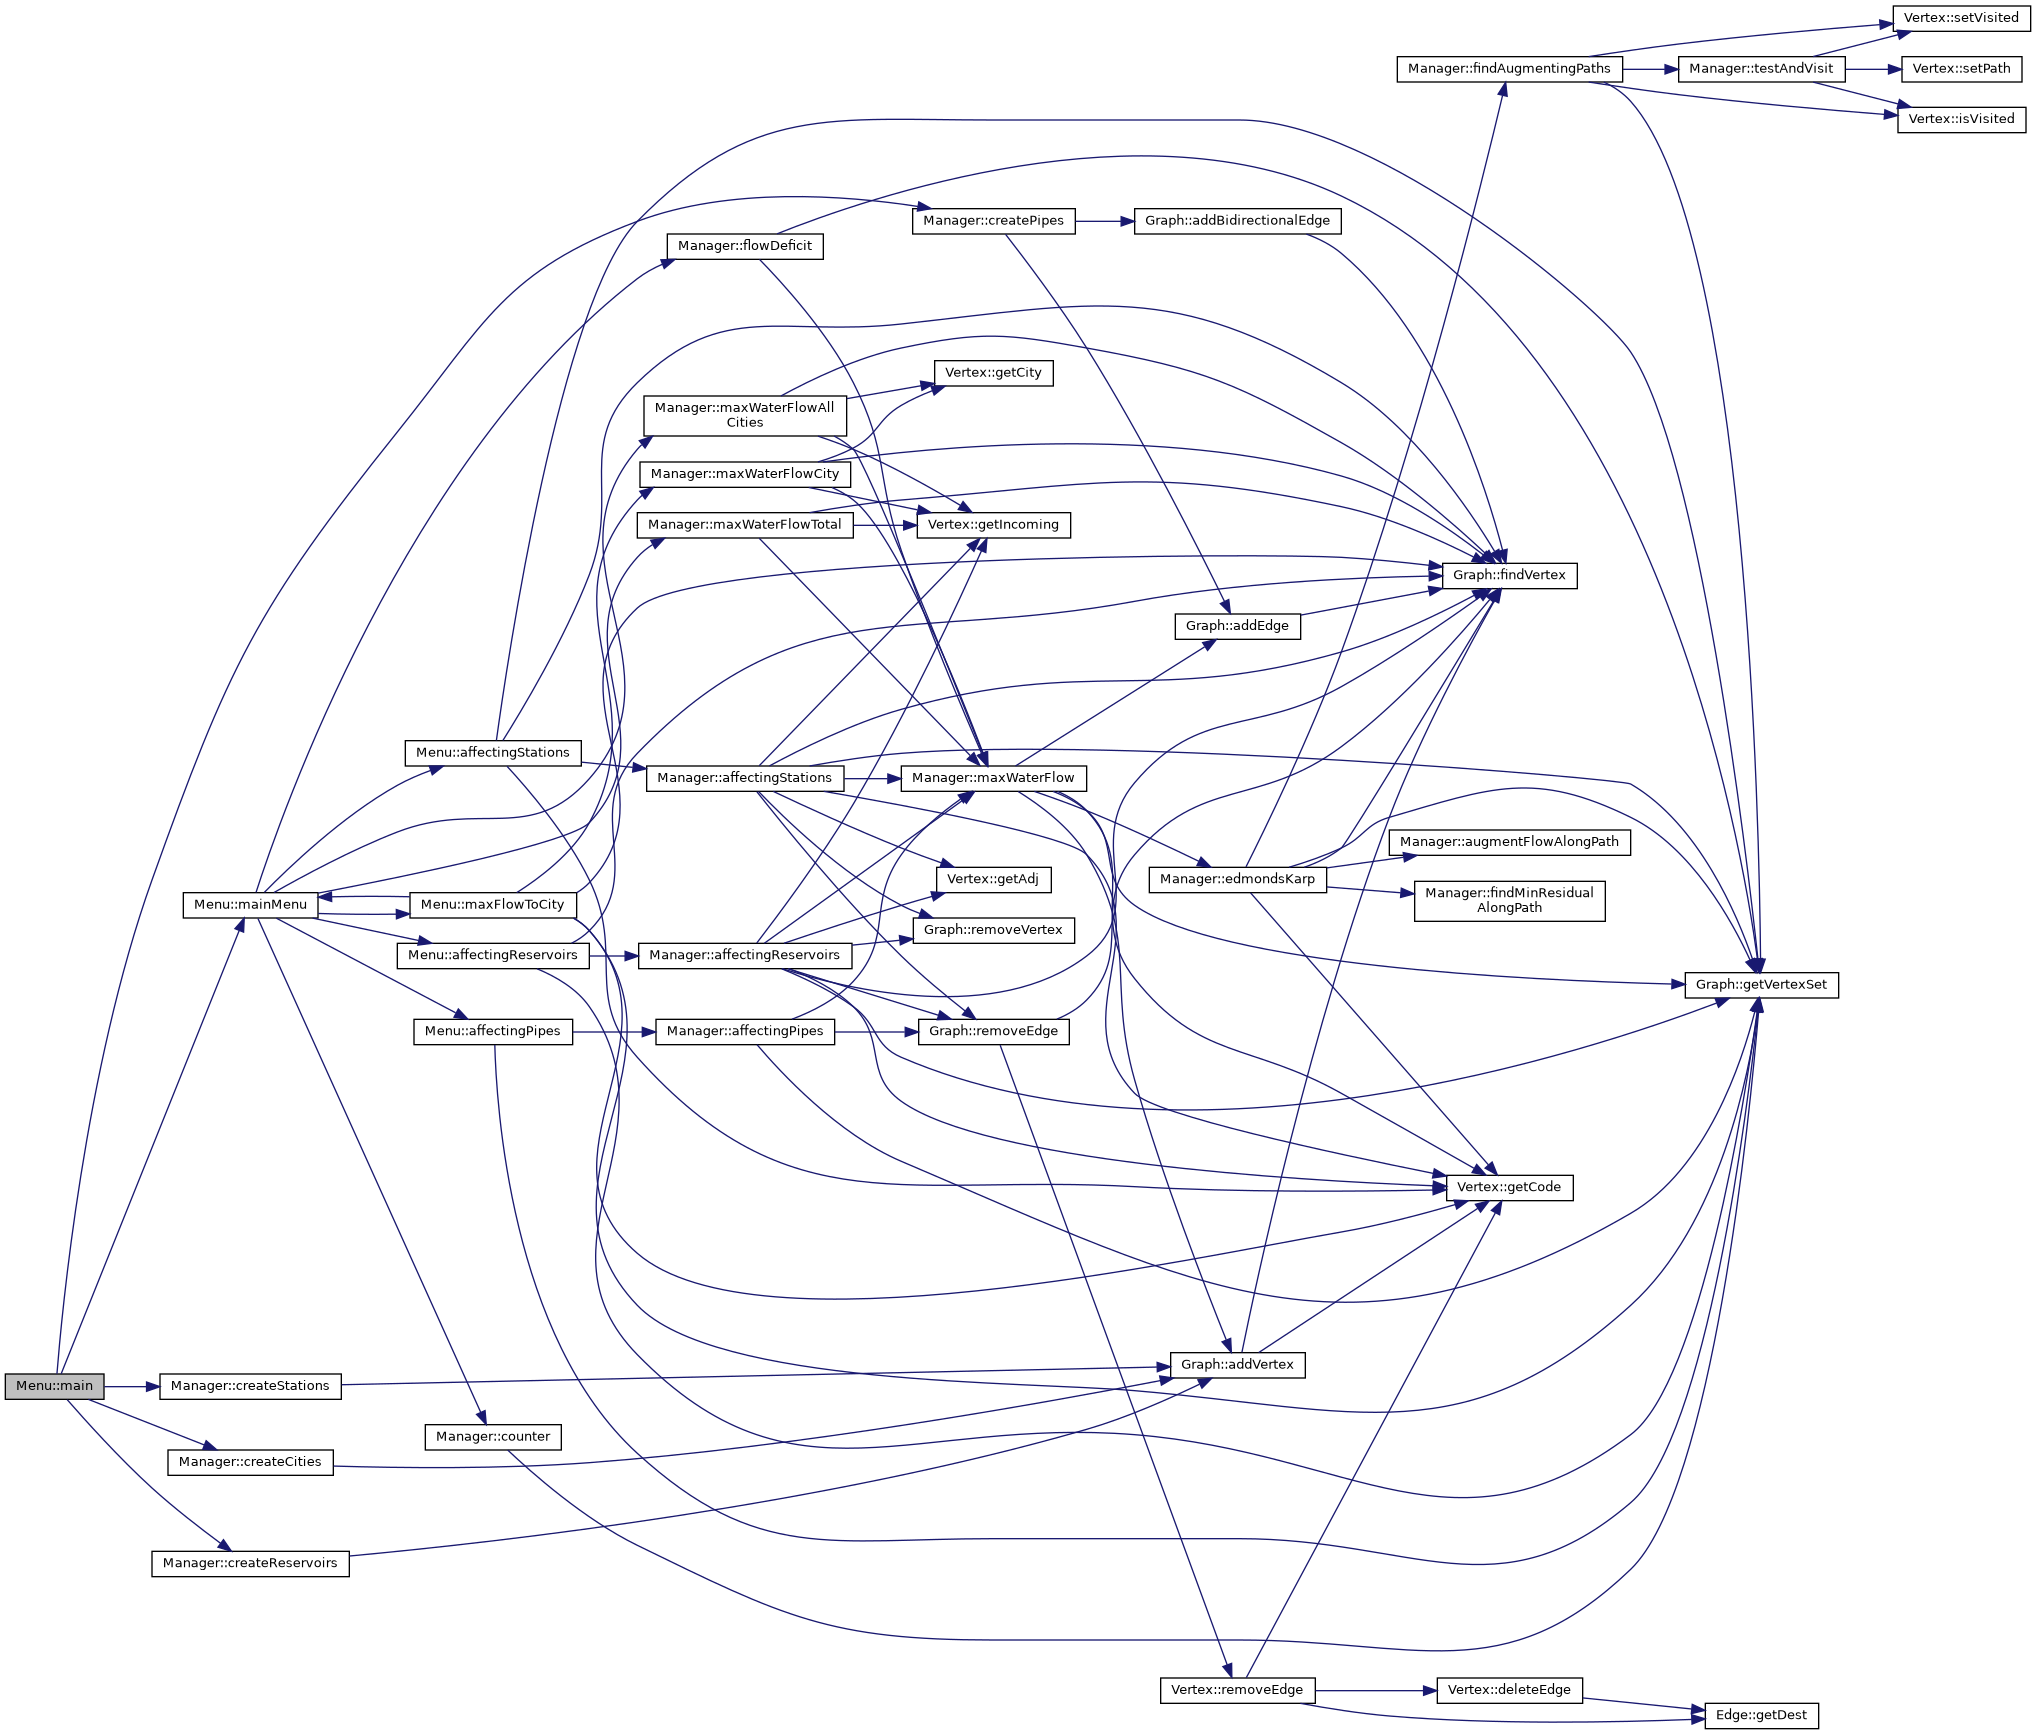 Vertex::setVisited
Manager::findAugmentingPaths
Manager::testAndVisit
Vertex::setPath
Vertex::isVisited
Manager::createPipes
Graph::addBidirectionalEdge
Manager::flowDeficit
Vertex::getCity
Manager::maxWaterFlowAll
Cities
Manager::maxWaterFlowCity
Manager::maxWaterFlowTotal
Vertex::getIncoming
Graph::findVertex
Graph::addEdge
Menu::affectingStations
Manager::affectingStations
Manager::maxWaterFlow
Manager::augmentFlowAlongPath
Manager::edmondsKarp
Vertex::getAdj
Manager::findMinResidual
AlongPath
Menu::mainMenu
Menu::maxFlowToCity
Graph::removeVertex
Menu::affectingReservoirs
Manager::affectingReservoirs
Graph::getVertexSet
Menu::affectingPipes
Manager::affectingPipes
Graph::removeEdge
Vertex::getCode
Graph::addVertex
Menu::main
Manager::createStations
Manager::counter
Manager::createCities
Manager::createReservoirs
Vertex::removeEdge
Vertex::deleteEdge
Edge::getDest